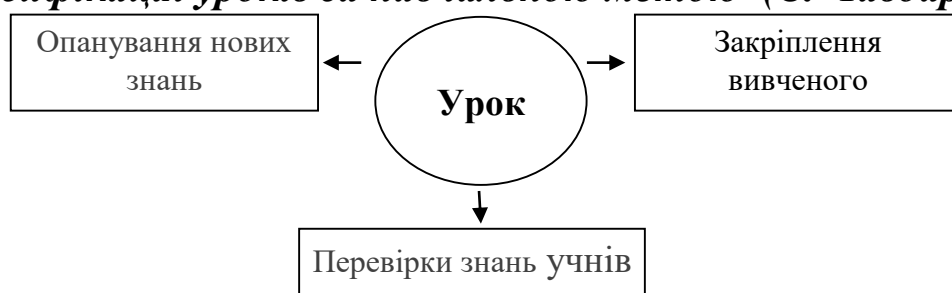 Опанування нових
знань
Закріплення
вивченого
Урок
Перевірки знань учнів